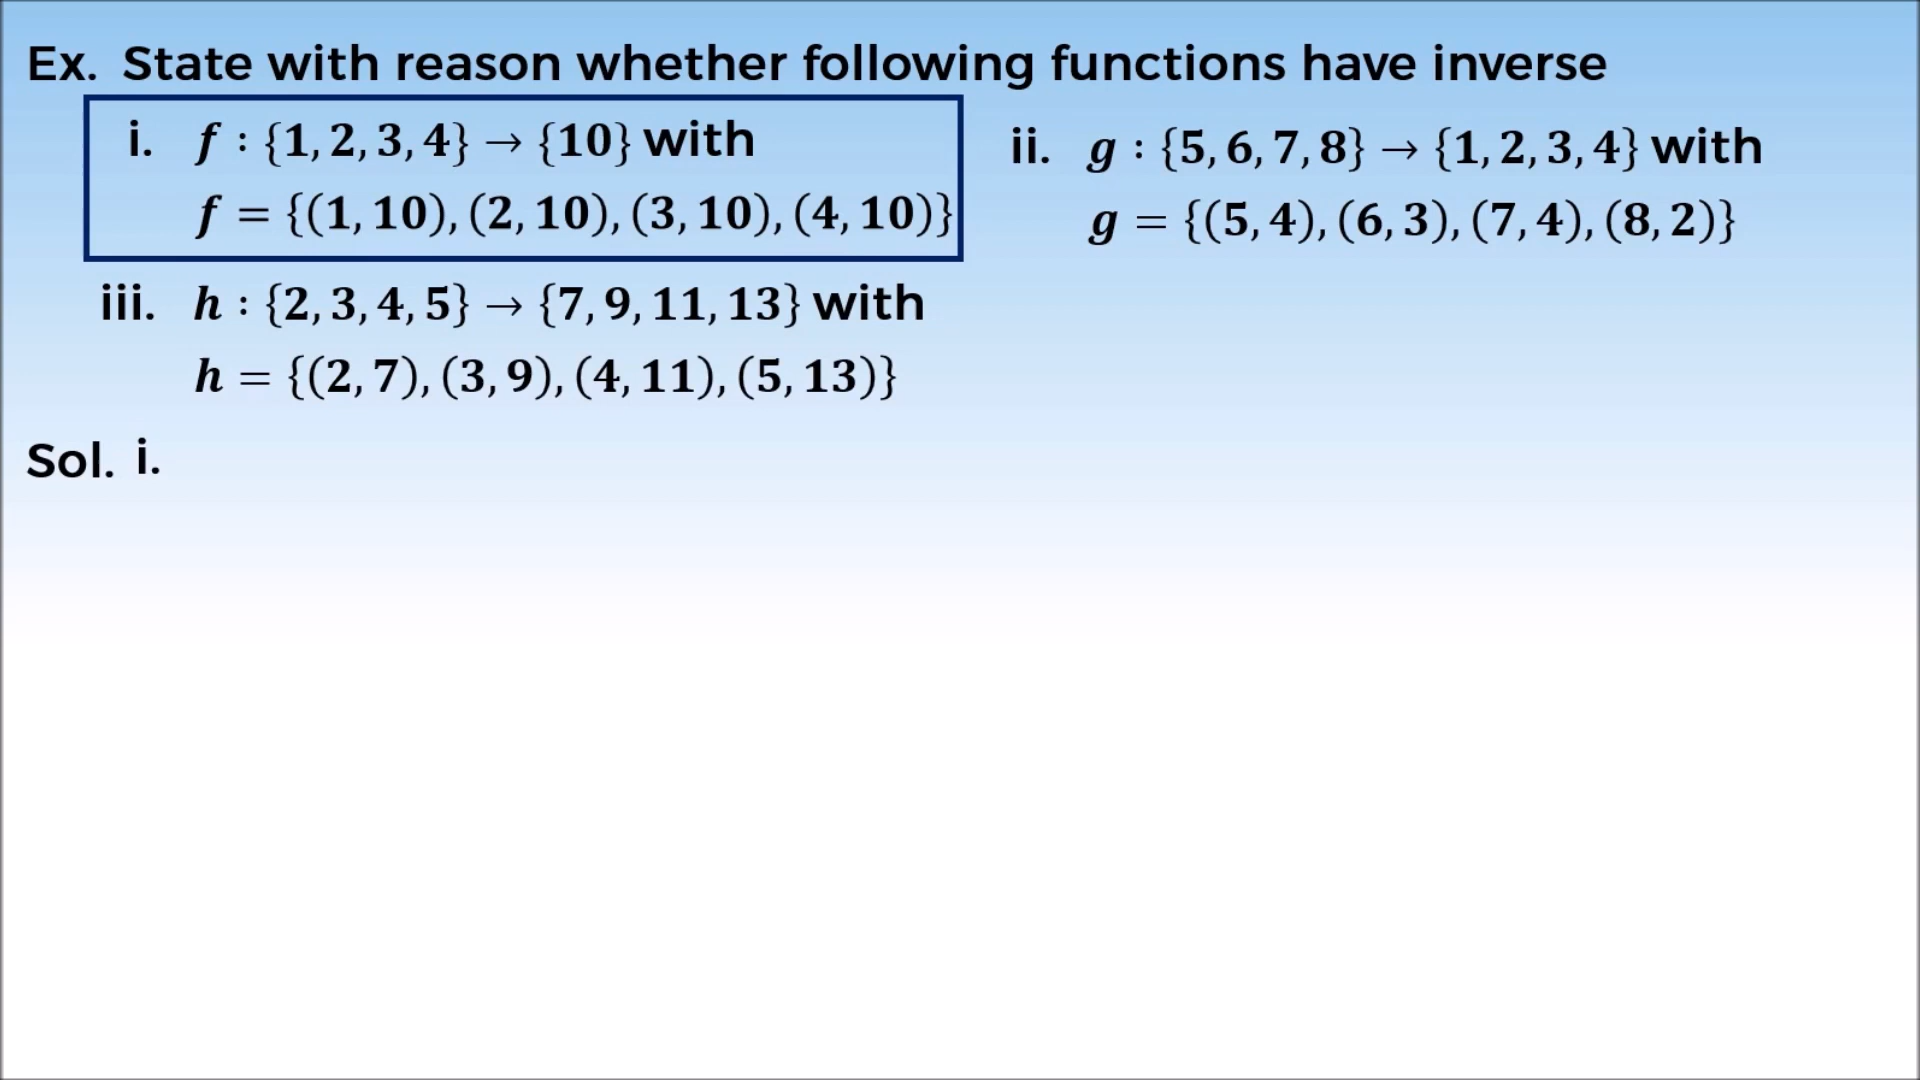 Ex. State with reason whether following functions have inverse
i. f : {1, 2, 3, 4} → {10} with
f = {(1, 10), (2, 10), (3, 10), (4, 10)}
ii. g : {5, 6, 7, 8} → {1, 2, 3, 4} with
g = {(5, 4), (6, 3), (7, 4), (8, 2)}
iii. h : {2, 3, 4, 5} → {7, 9, 11, 13} with
h = {(2, 7), (3, 9), (4, 11), (5, 13)}
Sol. i.